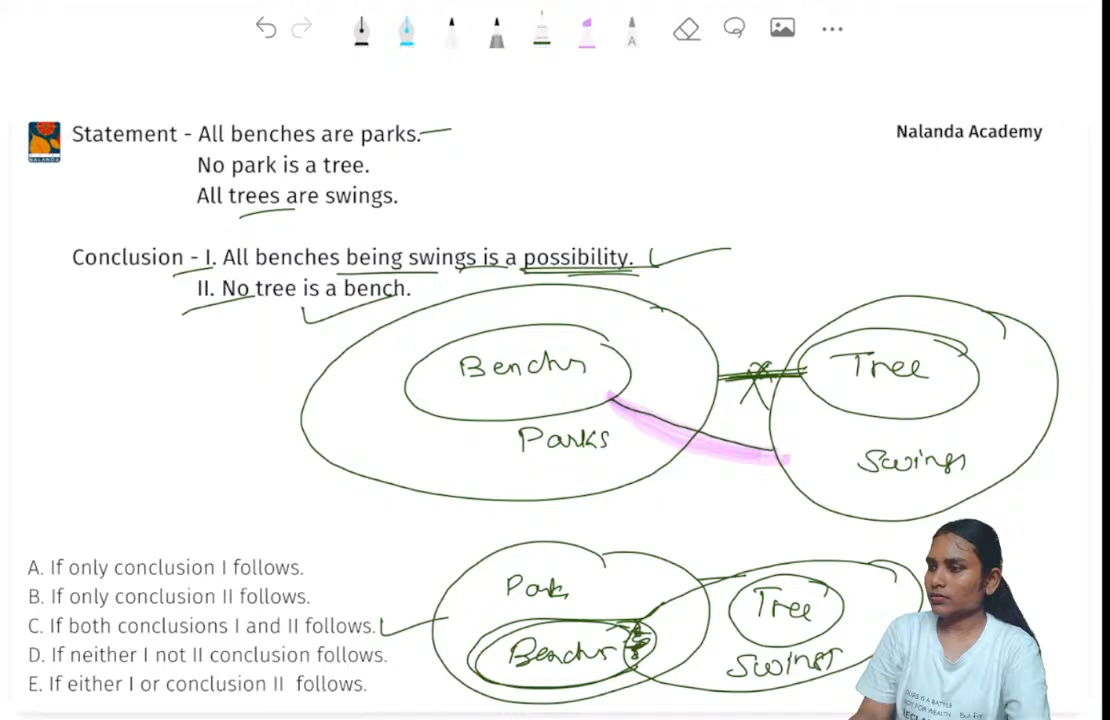 A
Statement - All benches are parks.
Nalanda Academy
NALANDA
No park is a tree.
All trees are swings.
Conclusion - I. All benches being swings is a possibility.
II. No tree is a bench.
Benchs
Tree
Parks
Swings
A. If only conclusion I follows.
B. If only conclusion II follows.
C. If both conclusions I and II follows.
D. If neither I not II conclusion follows.
E. If either I or conclusion II follows.
Park
Tree
Benchs
Swings